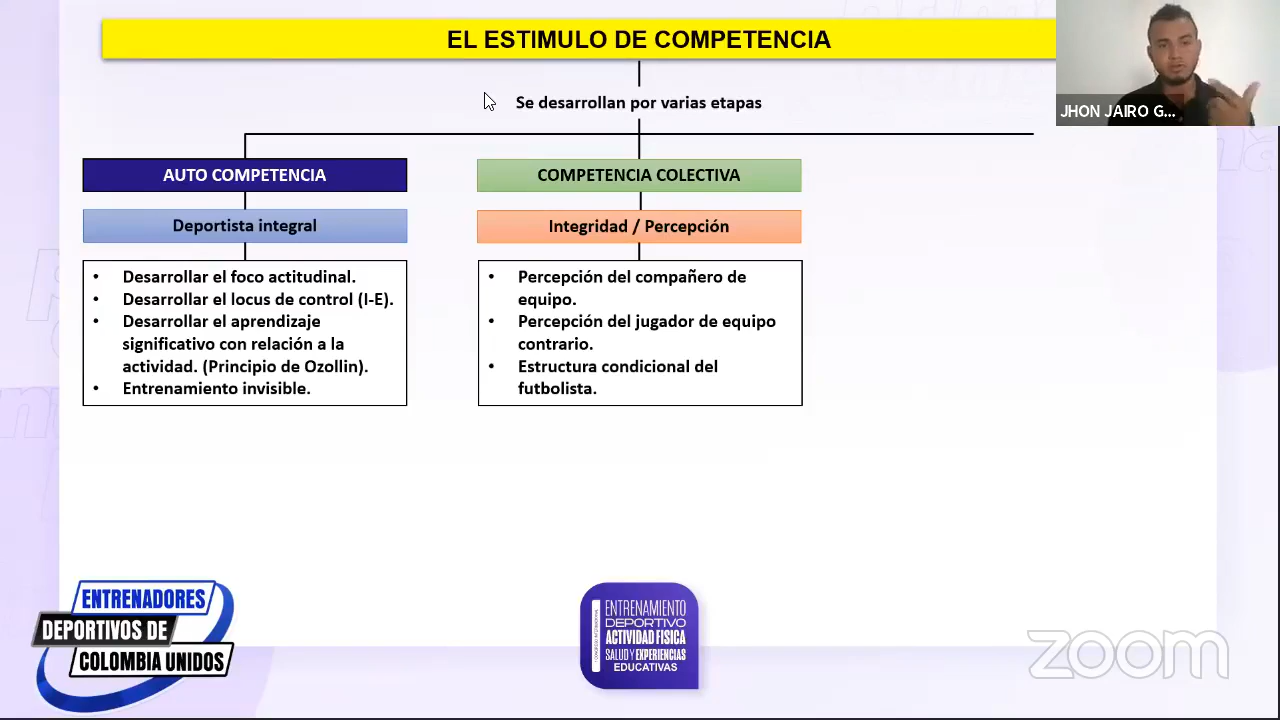 EL ESTIMULO DE COMPETENCIA
JHON JAIRO G...
Se desarrollan por varias etapas
AUTO COMPETENCIA
Deportista integral
• Desarrollar el foco actitudinal.
• Desarrollar el locus de control (I-E).
• Desarrollar el aprendizaje
significativo con relación a la
actividad. (Principio de Ozollin).
• Entrenamiento invisible.
COMPETENCIA COLECTIVA
Integridad / Percepción
• Percepción del compañero de
equipo.
• Percepción del jugador de equipo
contrario.
• Estructura condicional del
futbolista.
ENTRENADORES
DEPORTIVOS DE
COLOMBIA UNIDOS
ENTRENAMIENTO
DEPORTIVO
ACTIVIDAD FISICA
SALUD Y EXPERIENCIAS
EDUCATIVAS
zoom